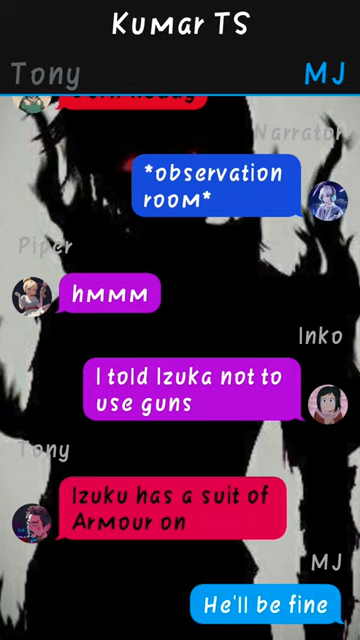 Kumar TS
Tony
MJ
Narrator
*observation
room*
Piper
hmmm
Inko
I told Izuka not to
use guns
Tony
Izuku has a suit of
Armour on
MJ
He'll be fine